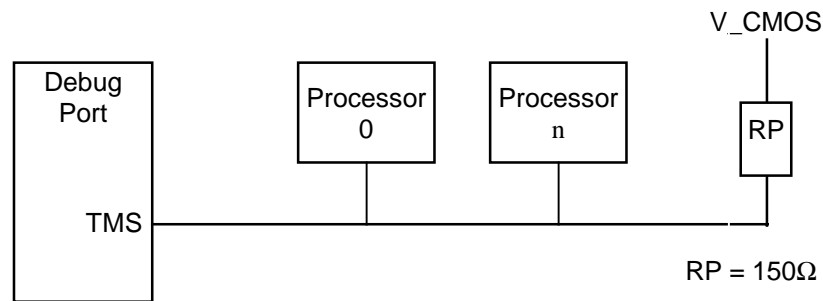 V_CMOS
Debug
Port
Processor
0
Processor
n
RP
TMS
RP = 150Ω